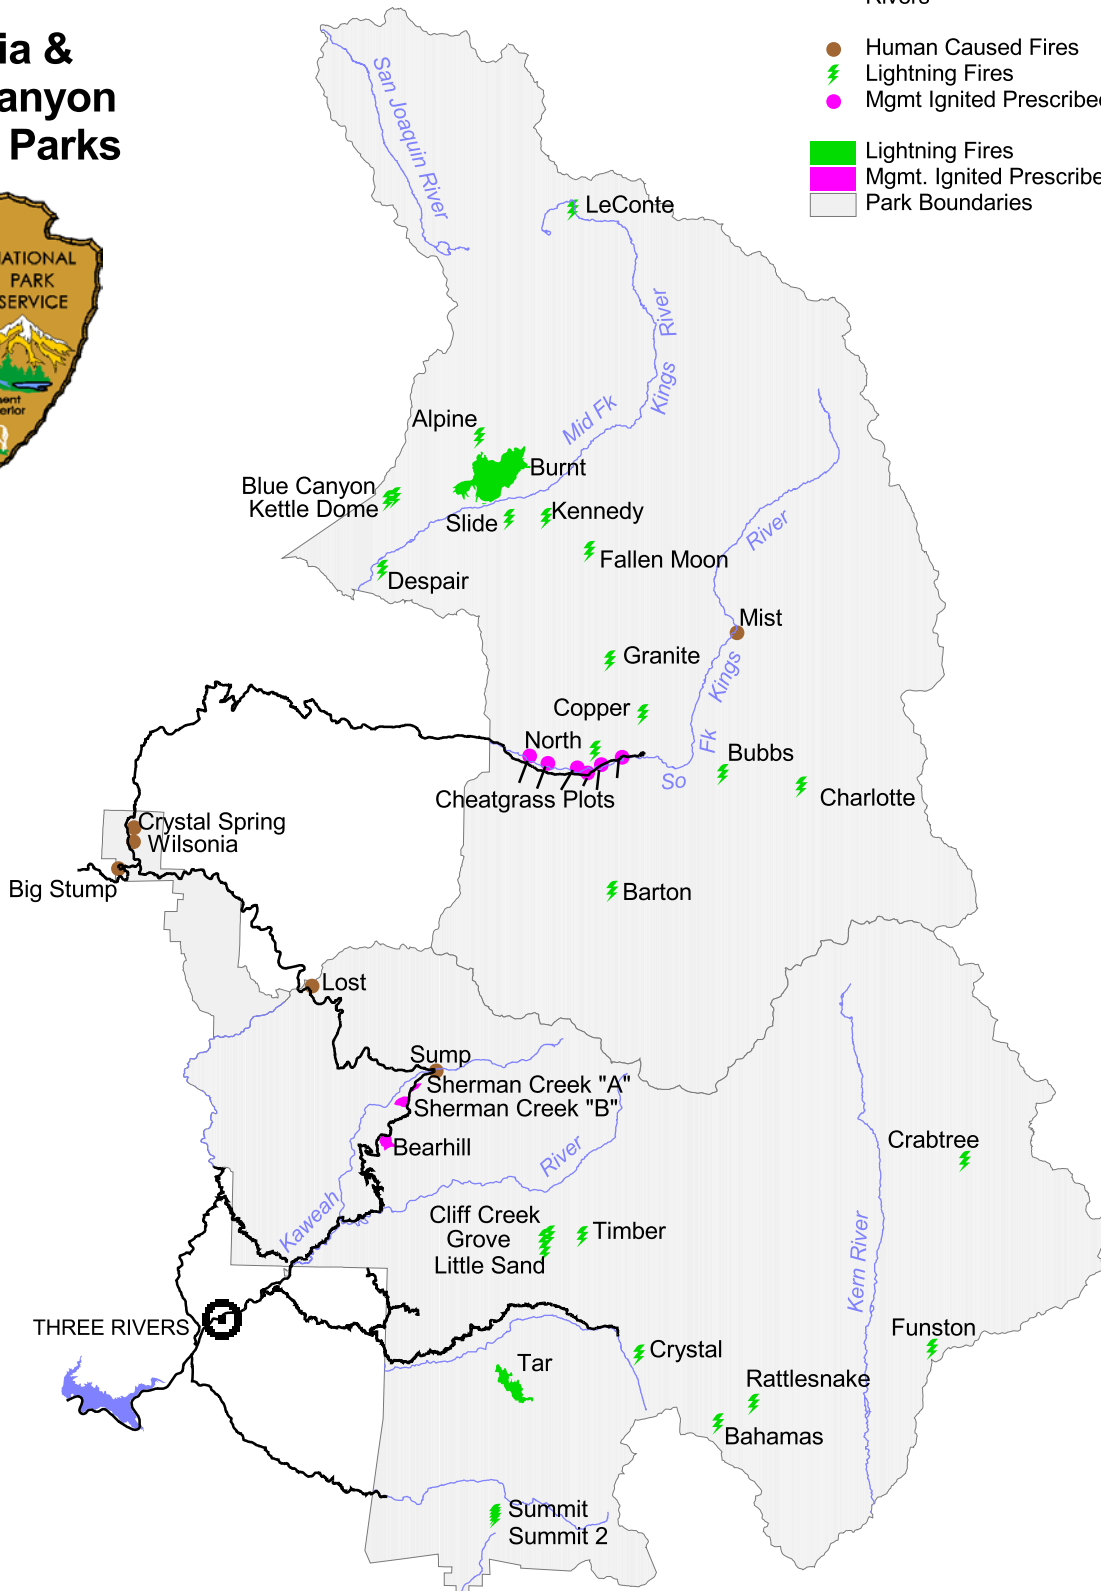 ia &
anyon
Parks
NATIONAL
PARK
SERVICE
Human Caused Fires
Lightning Fires
Mgmt Ignited Prescribed
Lightning Fires
Mgmt. Ignited Prescribe
Park Boundaries
San Joaquin River
LeConte
River
Kings
Mid Fk
Alpine
Burnt
Blue Canyon
Kettle Dome
Slide
Kennedy
Fallen Moon
Despair
River
Mist
Granite
Kings
Copper
Fk
North
Bubbs
So
Charlotte
Cheatgrass Plots
Crystal Spring
Wilsonia
Big Stump
Barton
Lost
Sump
Sherman Creek "A"
Sherman Creek "B"
Bearhill
River
Crabtree
Kaweah
Cliff Creek
Grove
Little Sand
Timber
Kern River
THREE RIVERS
Funston
Crystal
Tar
Rattlesnake
Bahamas
Summit
Summit 2